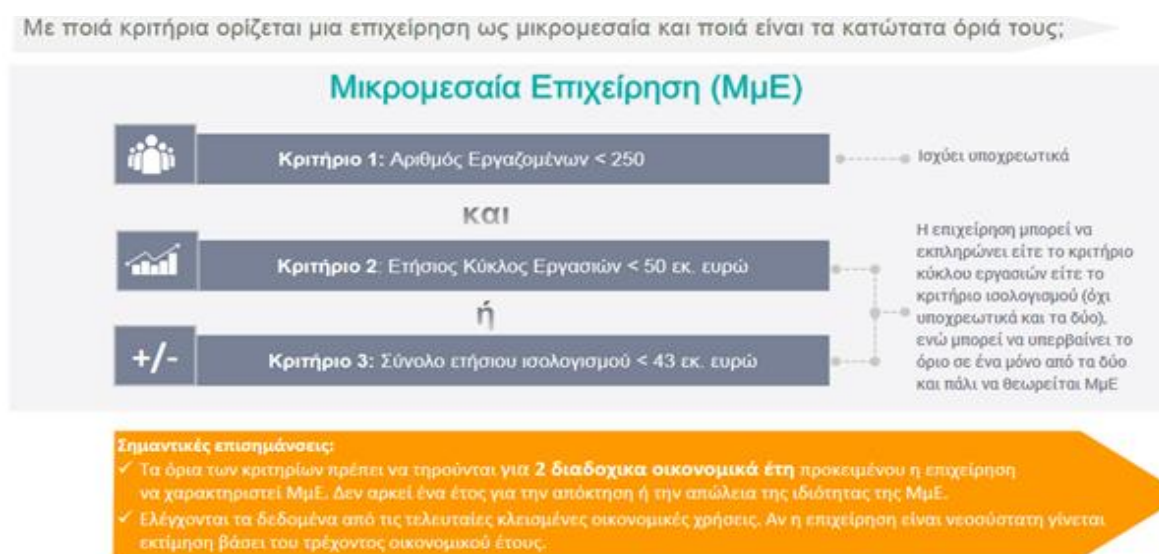 Με ποιά κριτήρια ορίζεται μια επιχείρηση ως μικρομεσαία και ποιά είναι τα κατώτατα όριά τους;
Μικρομεσαία Επιχείρηση (ΜμΕ)
Κριτήριο 1: Αριθμός Εργαζομένων < 250
Ισχύει υποχρεωτικά
και
Κριτήριο 2: Ετήσιος Κύκλος Εργασιών < 50 εκ. ευρώ
ή
+/-
Κριτήριο 3: Σύνολο ετήσιου ισολογισμού < 43 εκ. ευρώ
Η επιχείρηση μπορεί να
εκπληρώνει είτε το κριτήριο
κύκλου εργασιών είτε το
κριτήριο ισολογισμού (όχι
υποχρεωτικά και τα δύο),
ενώ μπορεί να υπερβαίνει το
όριο σε ένα μόνο από τα δύο
και πάλι να θεωρείται ΜμΕ
Σημαντικές επισημάνσεις:
✓ Τα όρια των κριτηρίων πρέπει να τηρούνται για 2 διαδοχικα οικονομικά έτη προκειμένου η επιχείρηση
να χαρακτηριστεί ΜμΕ. Δεν αρκεί ένα έτος για την απόκτηση ή την απώλεια της ιδιότητας της ΜμΕ.
✓ Ελέγχονται τα δεδομένα από τις τελευταίες κλεισμένες οικονομικές χρήσεις. Αν η επιχείρηση είναι νεοσύστατη γίνεται
εκτίμηση βάσει του τρέχοντος οικονομικού έτους.